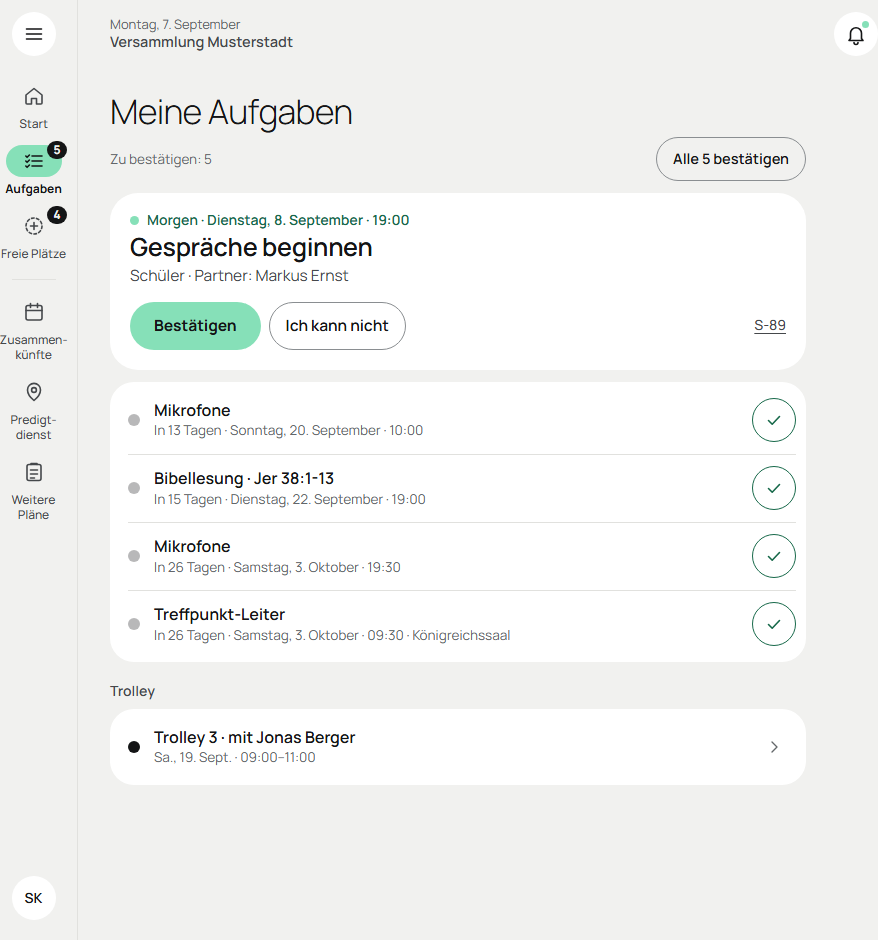 Montag, 7. September
Versammlung Musterstadt
Start
5
Aufgaben
4
Freie Plätze
Zusammen-
künfte
Predigt-
dienst
Weitere
Pläne
SK
Meine Aufgaben
Zu bestätigen: 5
Alle 5 bestätigen
Morgen · Dienstag, 8. September · 19:00
Gespräche beginnen
Schüler · Partner: Markus Ernst
Bestätigen
Ich kann nicht
S-89
Mikrofone
In 13 Tagen · Sonntag, 20. September · 10:00
Bibellesung · Jer 38:1-13
In 15 Tagen · Dienstag, 22. September · 19:00
Mikrofone
In 26 Tagen · Samstag, 3. Oktober · 19:30
Treffpunkt-Leiter
In 26 Tagen · Samstag, 3. Oktober · 09:30 · Königreichssaal
Trolley
Trolley 3 · mit Jonas Berger
Sa., 19. Sept. · 09:00–11:00